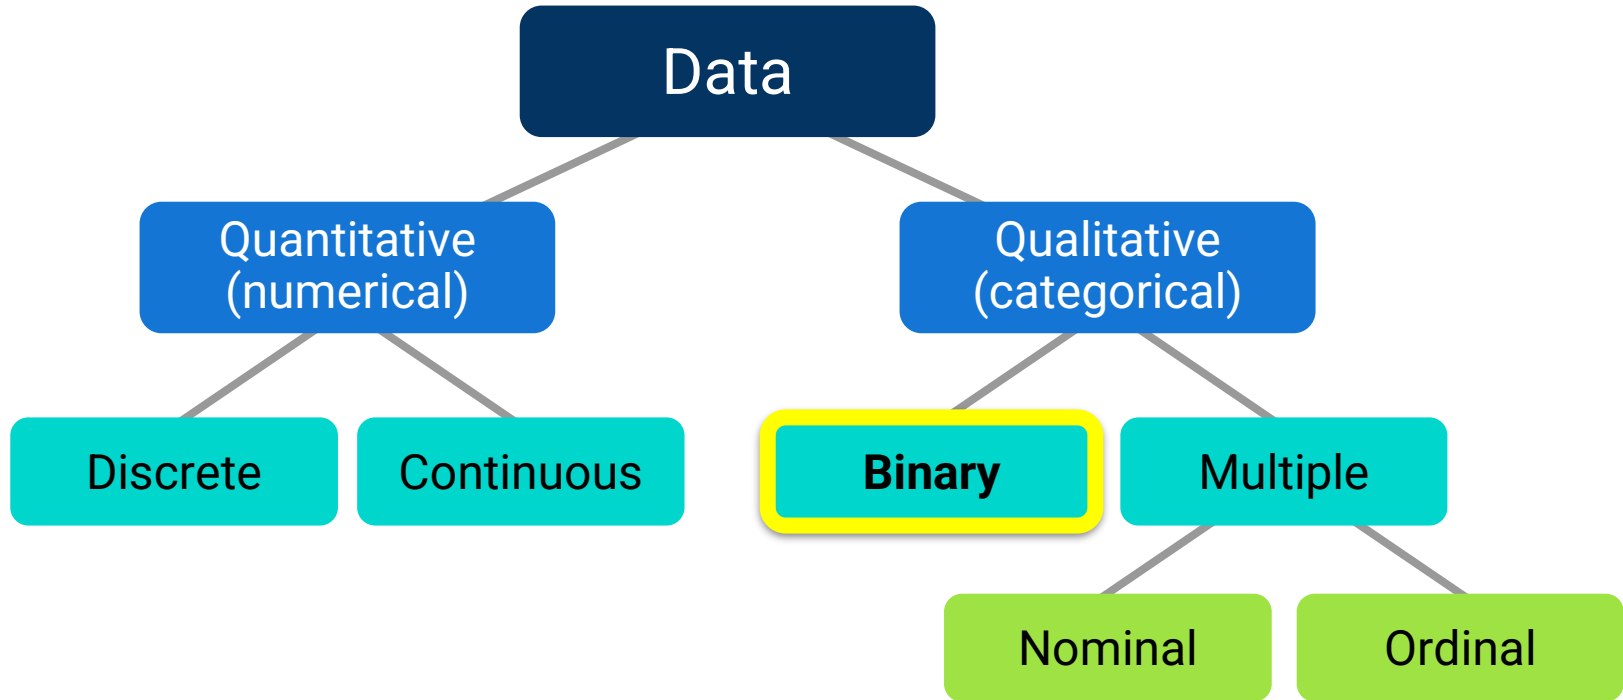 Data
Quantitative
(numerical)
Qualitative
(categorical)
Discrete
Continuous
Binary
Multiple
Nominal
Ordinal